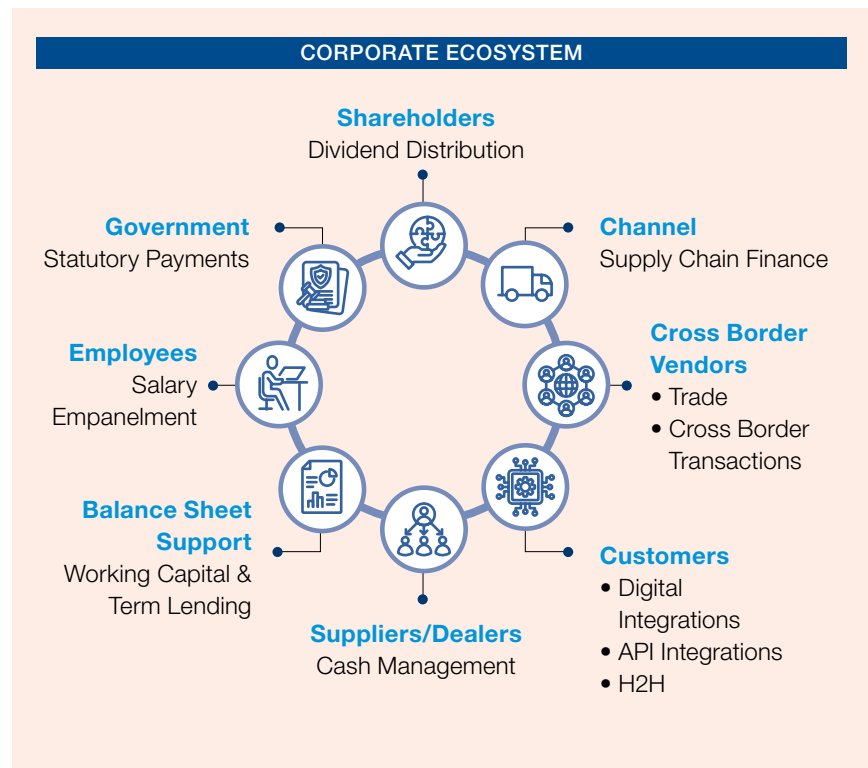 CORPORATE ECOSYSTEM
Shareholders
Dividend Distribution
Government
Statutory Payments
Channel
Supply Chain Finance
Employees
Salary
Empanelment
Cross Border
Vendors
• Trade
• Cross Border
Transactions
Balance Sheet
Support
Working Capital &
Term Lending
Suppliers/Dealers
Cash Management
Customers
• Digital
Integrations
• API Integrations
• H2H